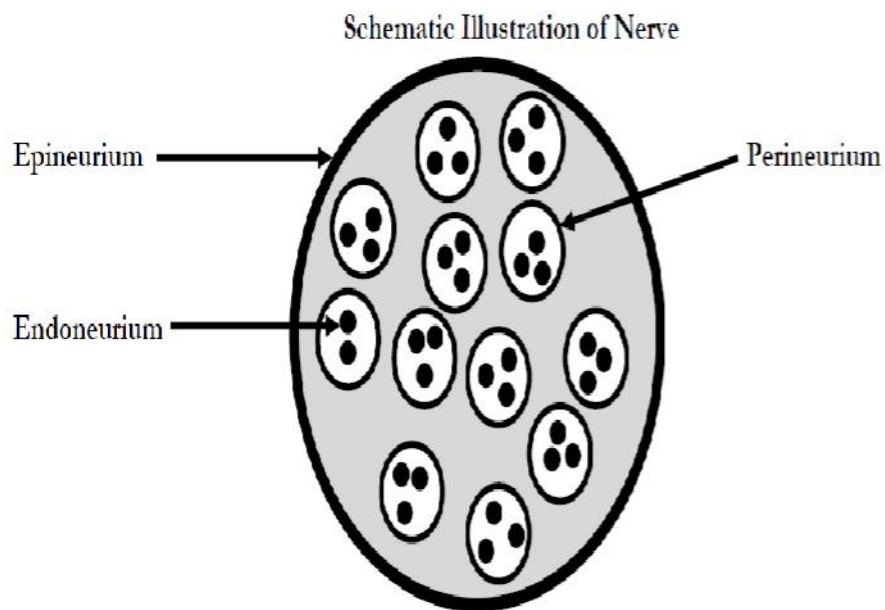 Schematic Illustration of Nerve
Epineurium
Perineurium
Endoneurium